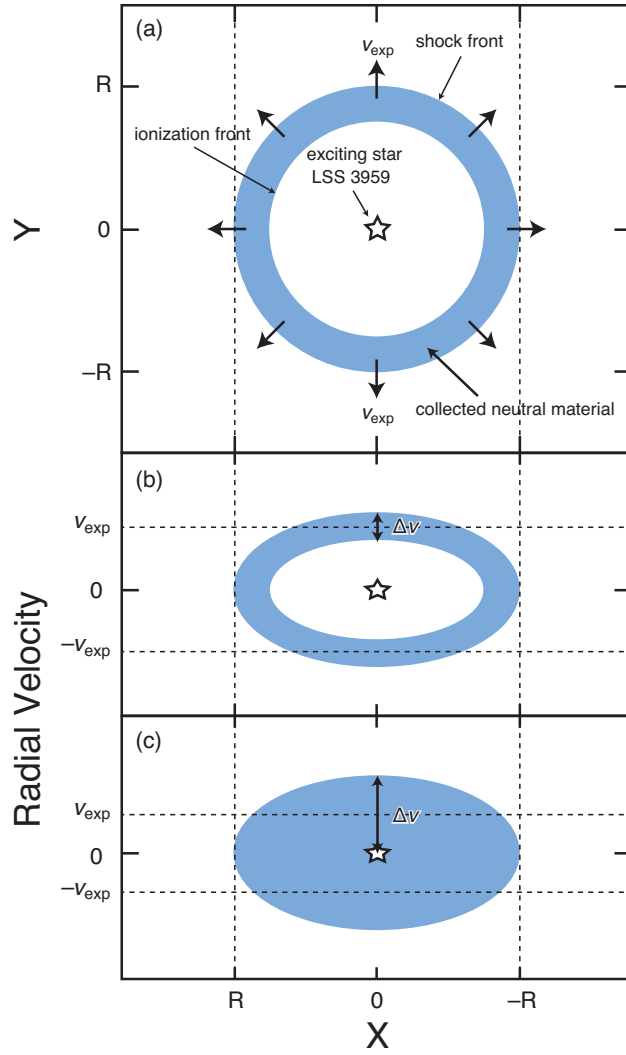 (a)
v_exp
shock front
R
ionization front
exciting star
LSS 3959
Y
0
–R
v_exp
collected neutral material
(b)
v_exp
Δv
0
–v_exp
Radial Velocity
(c)
v_exp
Δv
0
–v_exp
R
0
–R
X